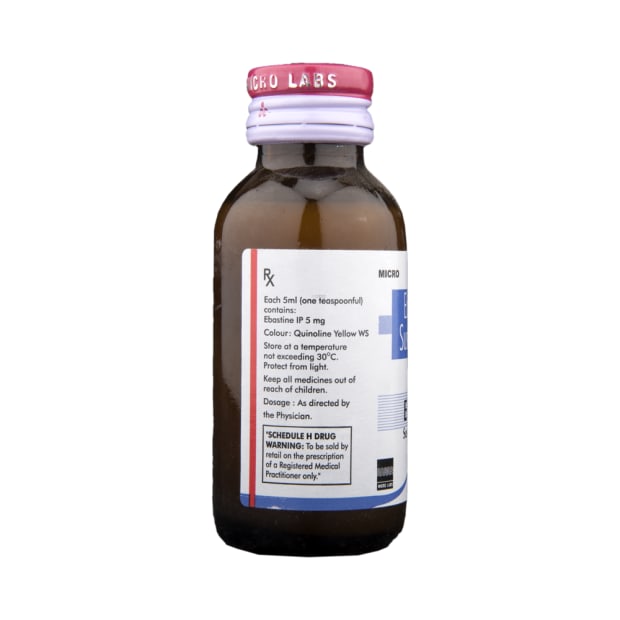 MICRO LABS
Rx
Each 5ml (one teaspoonful)
contains:
Ebastine IP 5 mg
Colour: Quinoline Yellow WS
Store at a temperature
not exceeding 30°C.
Protect from light.
Keep all medicines out of
reach of children.
Dosage : As directed by
the Physician.
"SCHEDULE H DRUG
WARNING: To be sold by
retail on the prescription
of a Registered Medical
Practitioner only."
MICRO
MICRO LABS